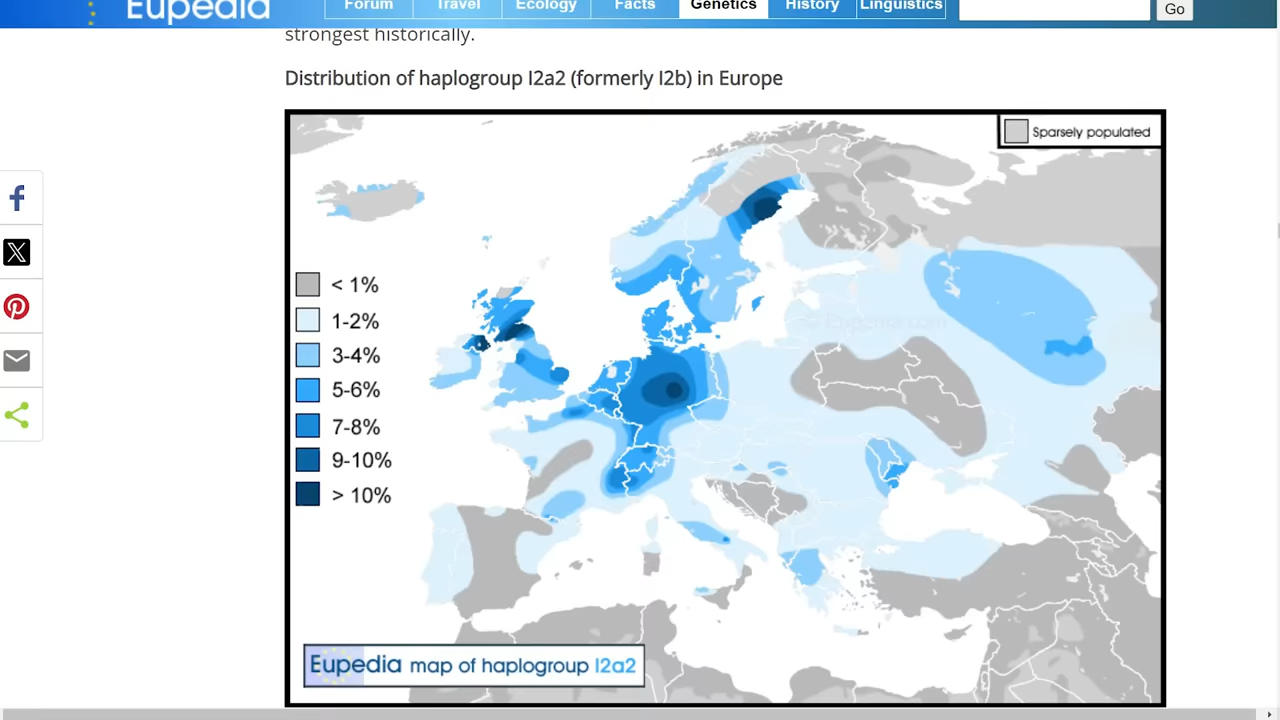 Eupedia
Forum
Travel
Ecology
Facts
Genetics
History
Linguistics
Go
strongest historically.
Distribution of haplogroup I2a2 (formerly I2b) in Europe
Sparsely populated
< 1%
1-2%
3-4%
5-6%
7-8%
9-10%
> 10%
© Eupedia.com
Eupedia map of haplogroup I2a2